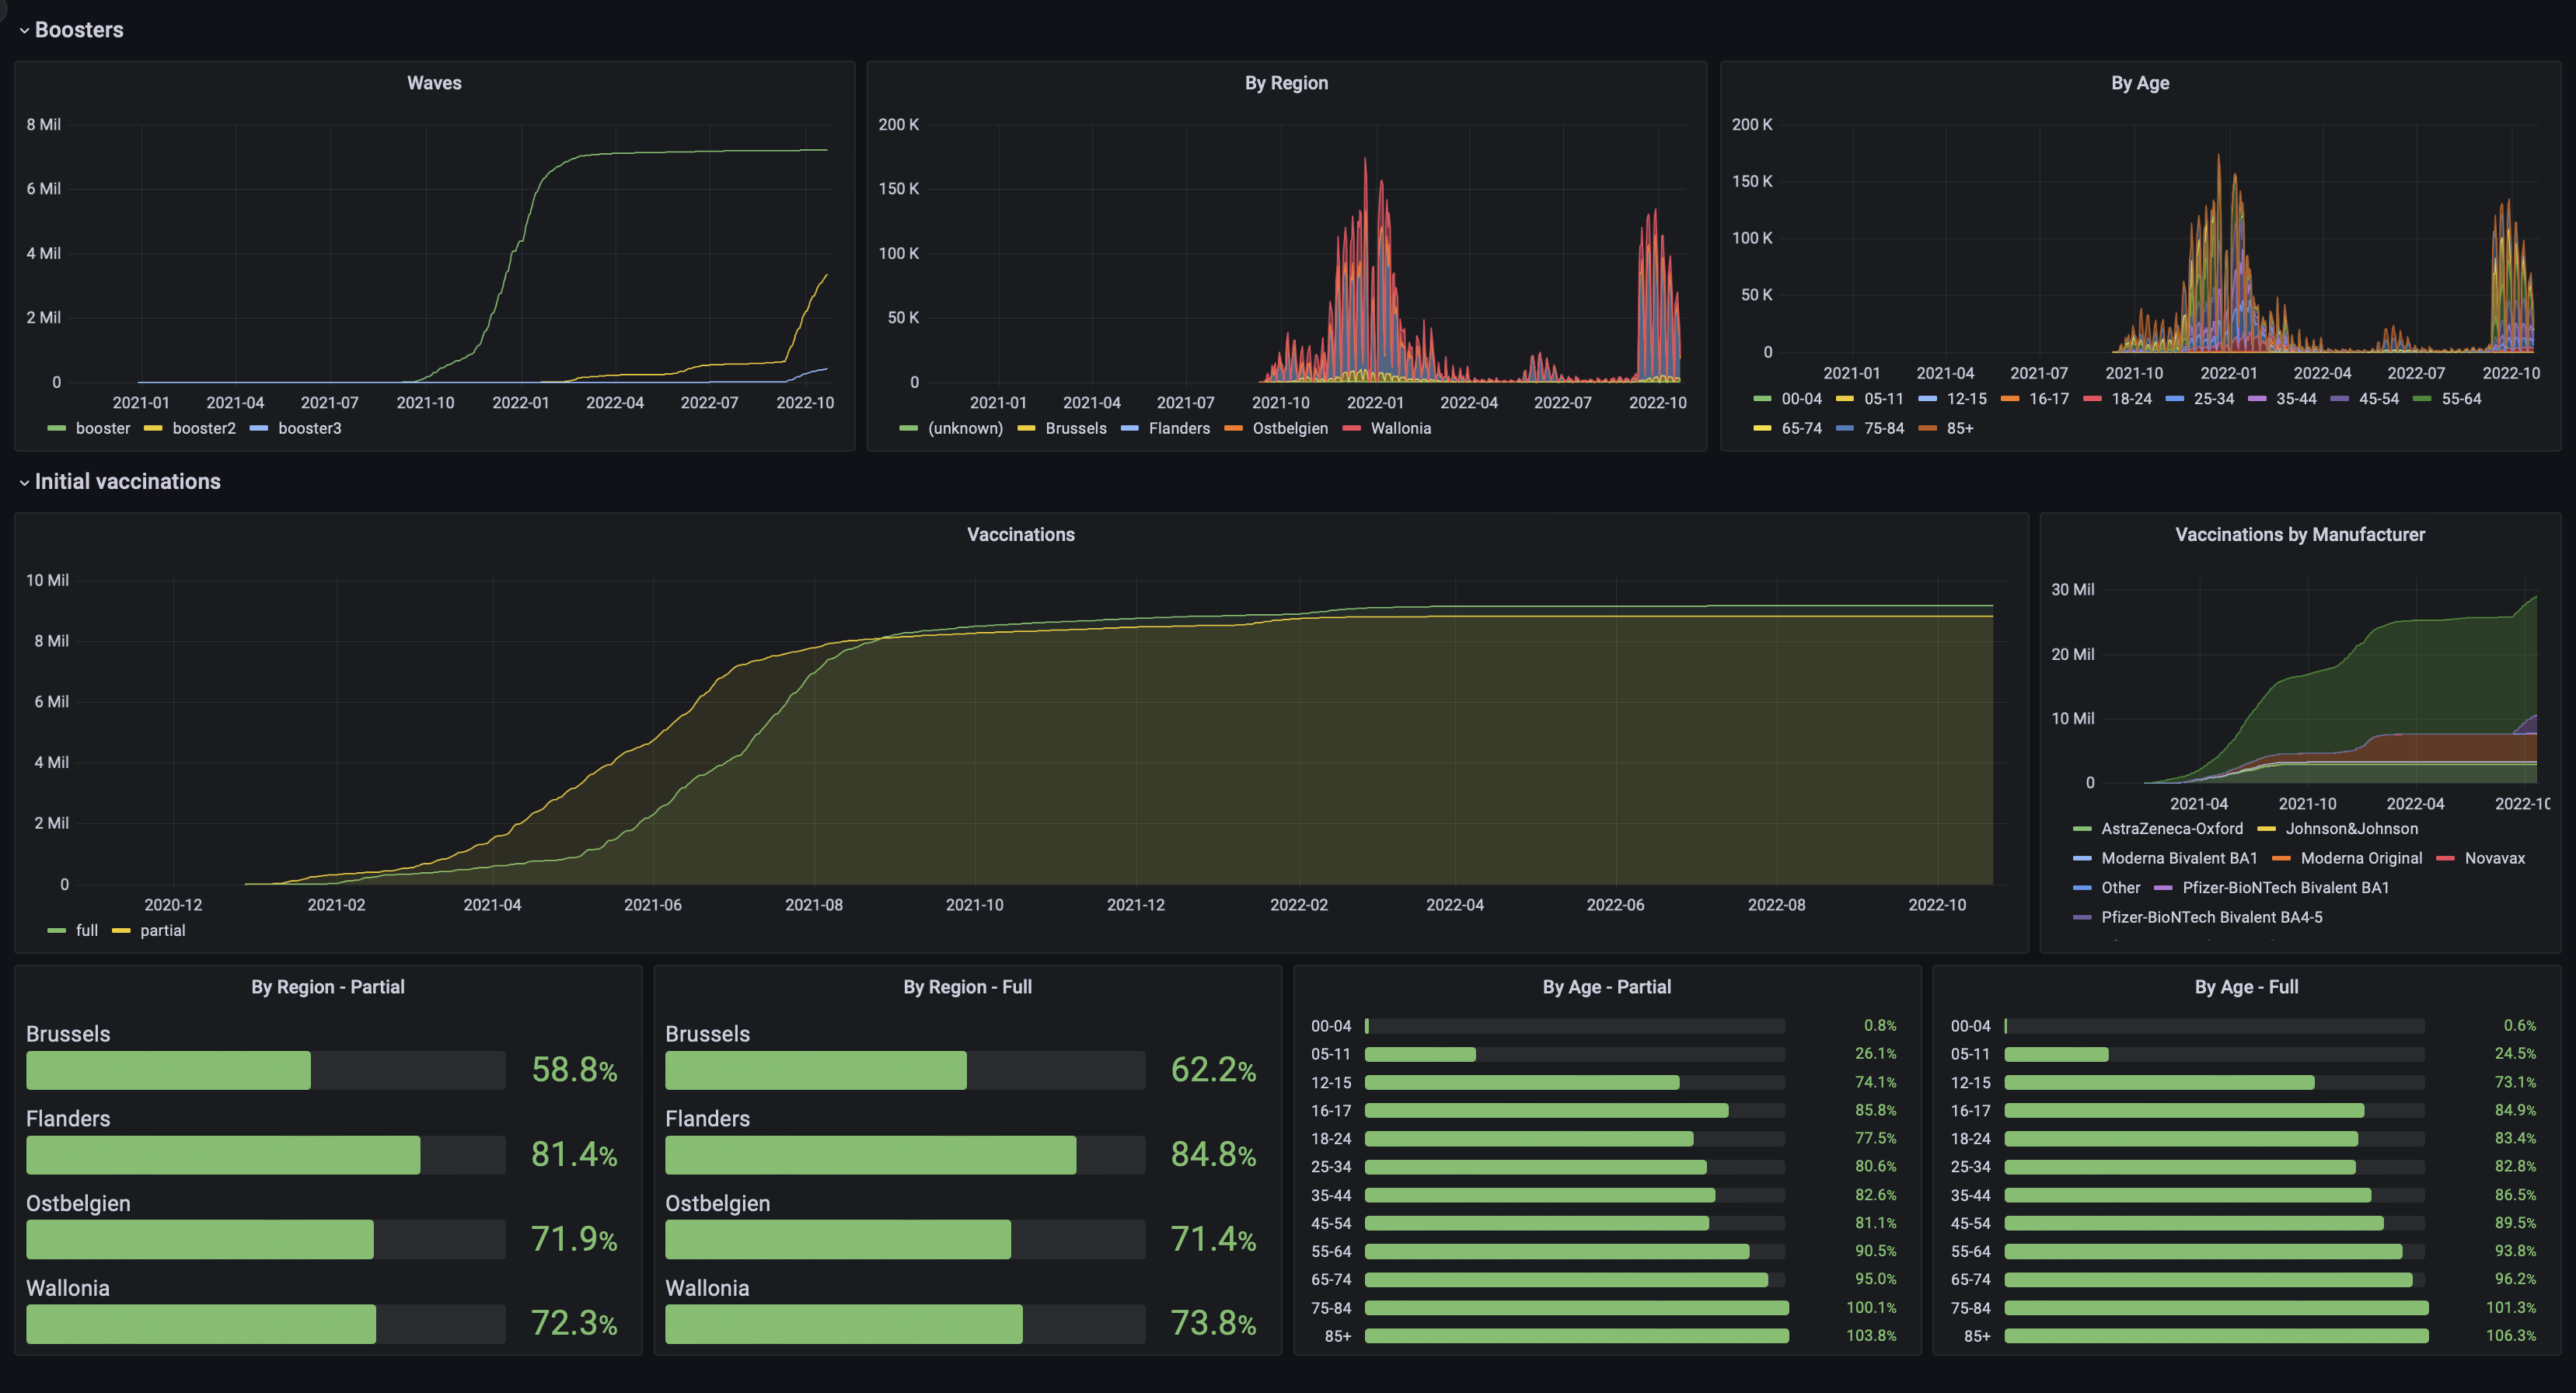 Boosters
Waves
8 Mil
6 Mil
4 Mil
2 Mil
0
2021-01 2021-04 2021-07 2021-10 2022-01 2022-04 2022-07 2022-10
booster booster2 booster3
By Region
200 K
150 K
100 K
50 K
0
2021-01 2021-04 2021-07 2021-10 2022-01 2022-04 2022-07 2022-10
(unknown) Brussels Flanders Ostbelgien Wallonia
By Age
200 K
150 K
100 K
50 K
0
2021-01 2021-04 2021-07 2021-10 2022-01 2022-04 2022-07 2022-10
00-04 05-11 12-15 16-17 18-24 25-34 35-44 45-54 55-64
65-74 75-84 85+
Initial vaccinations
Vaccinations
10 Mil
8 Mil
6 Mil
4 Mil
2 Mil
0
2020-12 2021-02 2021-04 2021-06 2021-08 2021-10 2021-12 2022-02 2022-04 2022-06 2022-08 2022-10
full partial
Vaccinations by Manufacturer
30 Mil
20 Mil
10 Mil
0
2021-04 2021-10 2022-04 2022-10
AstraZeneca-Oxford Johnson&Johnson
Moderna Bivalent BA1 Moderna Original Novavax
Other Pfizer-BioNTech Bivalent BA1
Pfizer-BioNTech Bivalent BA4-5
By Region - Partial
Brussels
58.8%
Flanders
81.4%
Ostbelgien
71.9%
Wallonia
72.3%
By Region - Full
Brussels
62.2%
Flanders
84.8%
Ostbelgien
71.4%
Wallonia
73.8%
By Age - Partial
00-04 0.8%
05-11 26.1%
12-15 74.1%
16-17 85.8%
18-24 77.5%
25-34 80.6%
35-44 82.6%
45-54 81.1%
55-64 90.5%
65-74 95.0%
75-84 100.1%
85+ 103.8%
By Age - Full
00-04 0.6%
05-11 24.5%
12-15 73.1%
16-17 84.9%
18-24 83.4%
25-34 82.8%
35-44 86.5%
45-54 89.5%
55-64 93.8%
65-74 96.2%
75-84 101.3%
85+ 106.3%